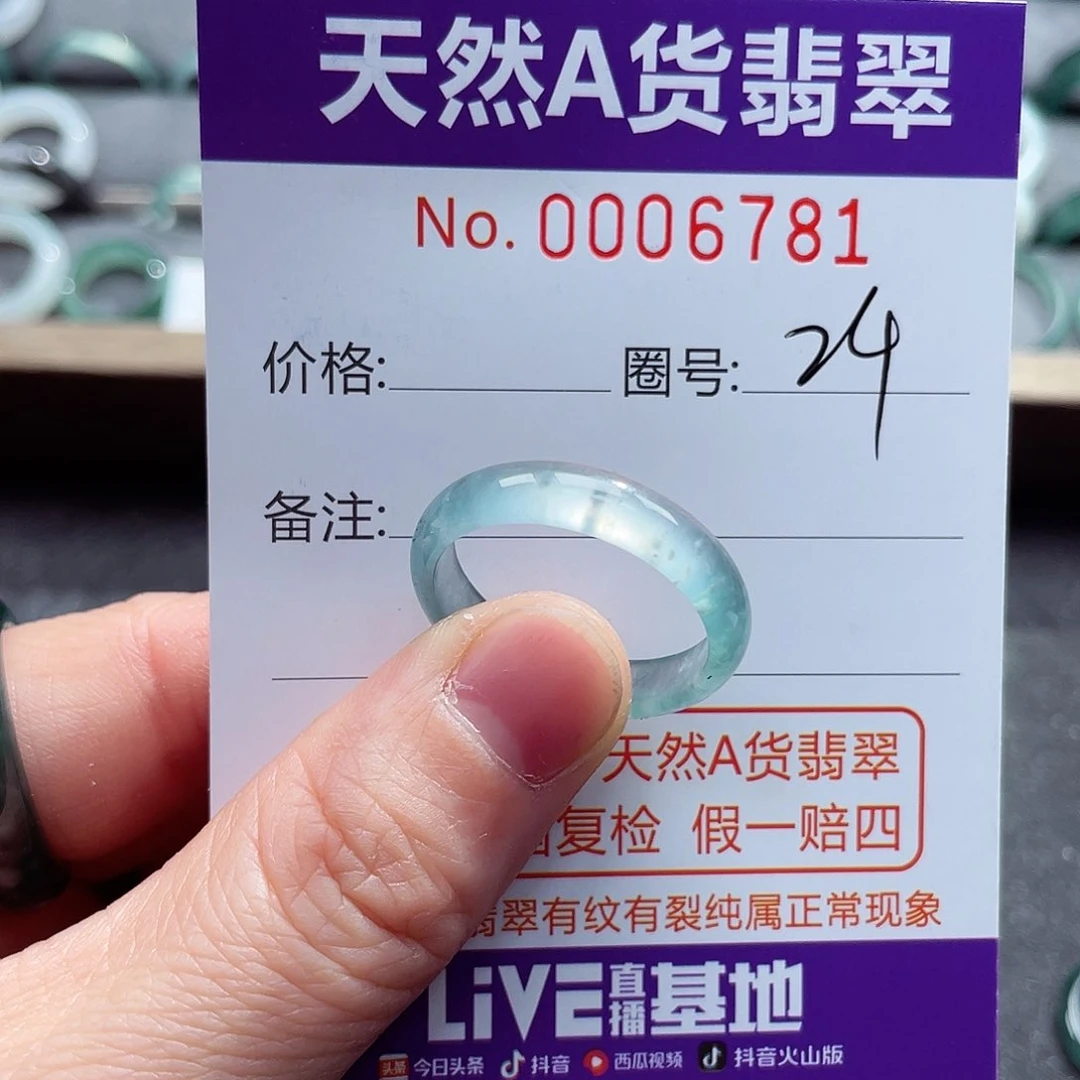 天然A货翡翠
No. 0006781
价格: 圈号: 24
备注:
天然A货翡翠
复检 假一赔四
翡翠有纹有裂纯属正常现象
LiVE直播基地
头条 今日头条 抖音 西瓜视频 抖音火山版